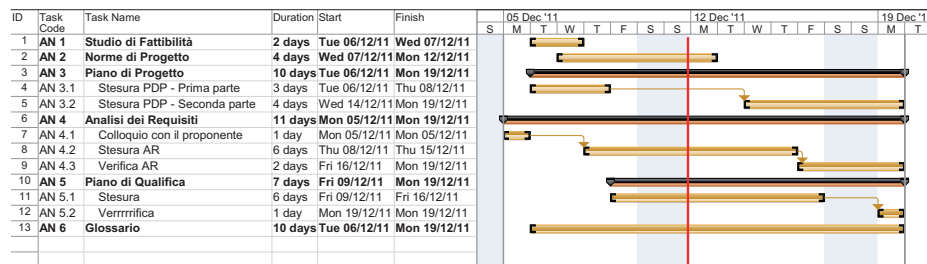 ID Task Code Task Name Duration Start Finish 05 Dec '11 12 Dec '11 19 Dec '1
S M T W T F S S M T W T F S S M T
1 AN 1 Studio di Fattibilità 2 days Tue 06/12/11 Wed 07/12/11
2 AN 2 Norme di Progetto 4 days Wed 07/12/11 Mon 12/12/11
3 AN 3 Piano di Progetto 10 days Tue 06/12/11 Mon 19/12/11
4 AN 3.1 Stesura PDP - Prima parte 3 days Tue 06/12/11 Thu 08/12/11
5 AN 3.2 Stesura PDP - Seconda parte 4 days Wed 14/12/11 Mon 19/12/11
6 AN 4 Analisi dei Requisiti 11 days Mon 05/12/11 Mon 19/12/11
7 AN 4.1 Colloquio con il proponente 1 day Mon 05/12/11 Mon 05/12/11
8 AN 4.2 Stesura AR 6 days Thu 08/12/11 Thu 15/12/11
9 AN 4.3 Verifica AR 2 days Fri 16/12/11 Mon 19/12/11
10 AN 5 Piano di Qualifica 7 days Fri 09/12/11 Mon 19/12/11
11 AN 5.1 Stesura 6 days Fri 09/12/11 Fri 16/12/11
12 AN 5.2 Verrrrrifica 1 day Mon 19/12/11 Mon 19/12/11
13 AN 6 Glossario 10 days Tue 06/12/11 Mon 19/12/11